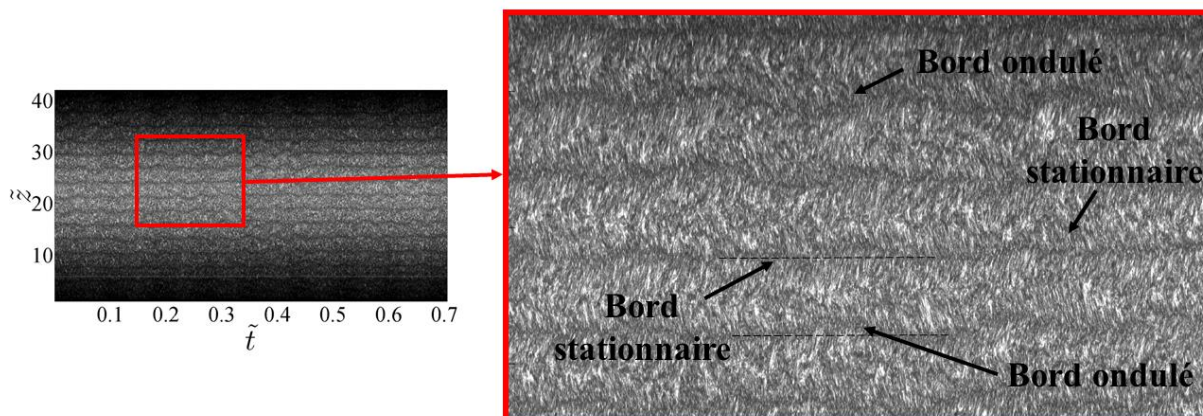 40
30
20
10
z̃
0.1 0.2 0.3 0.4 0.5 0.6 0.7
t̃
Bord ondulé
Bord
stationnaire
Bord
stationnaire
Bord ondulé